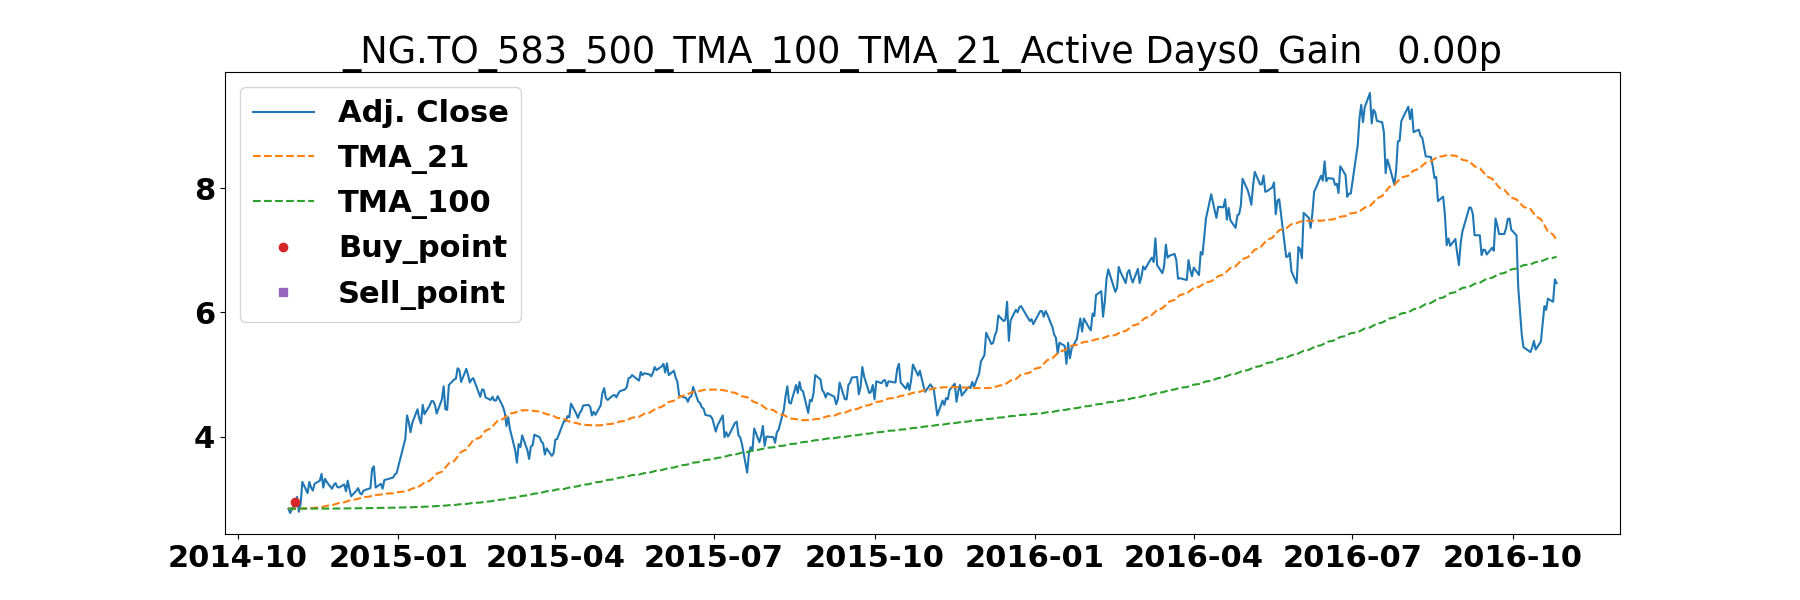 _NG.TO_583_500_TMA_100_TMA_21_Active Days0_Gain   0.00p
Adj. Close
TMA_21
TMA_100
Buy_point
Sell_point
8
6
4
2014-10 2015-01 2015-04 2015-07 2015-10 2016-01 2016-04 2016-07 2016-10